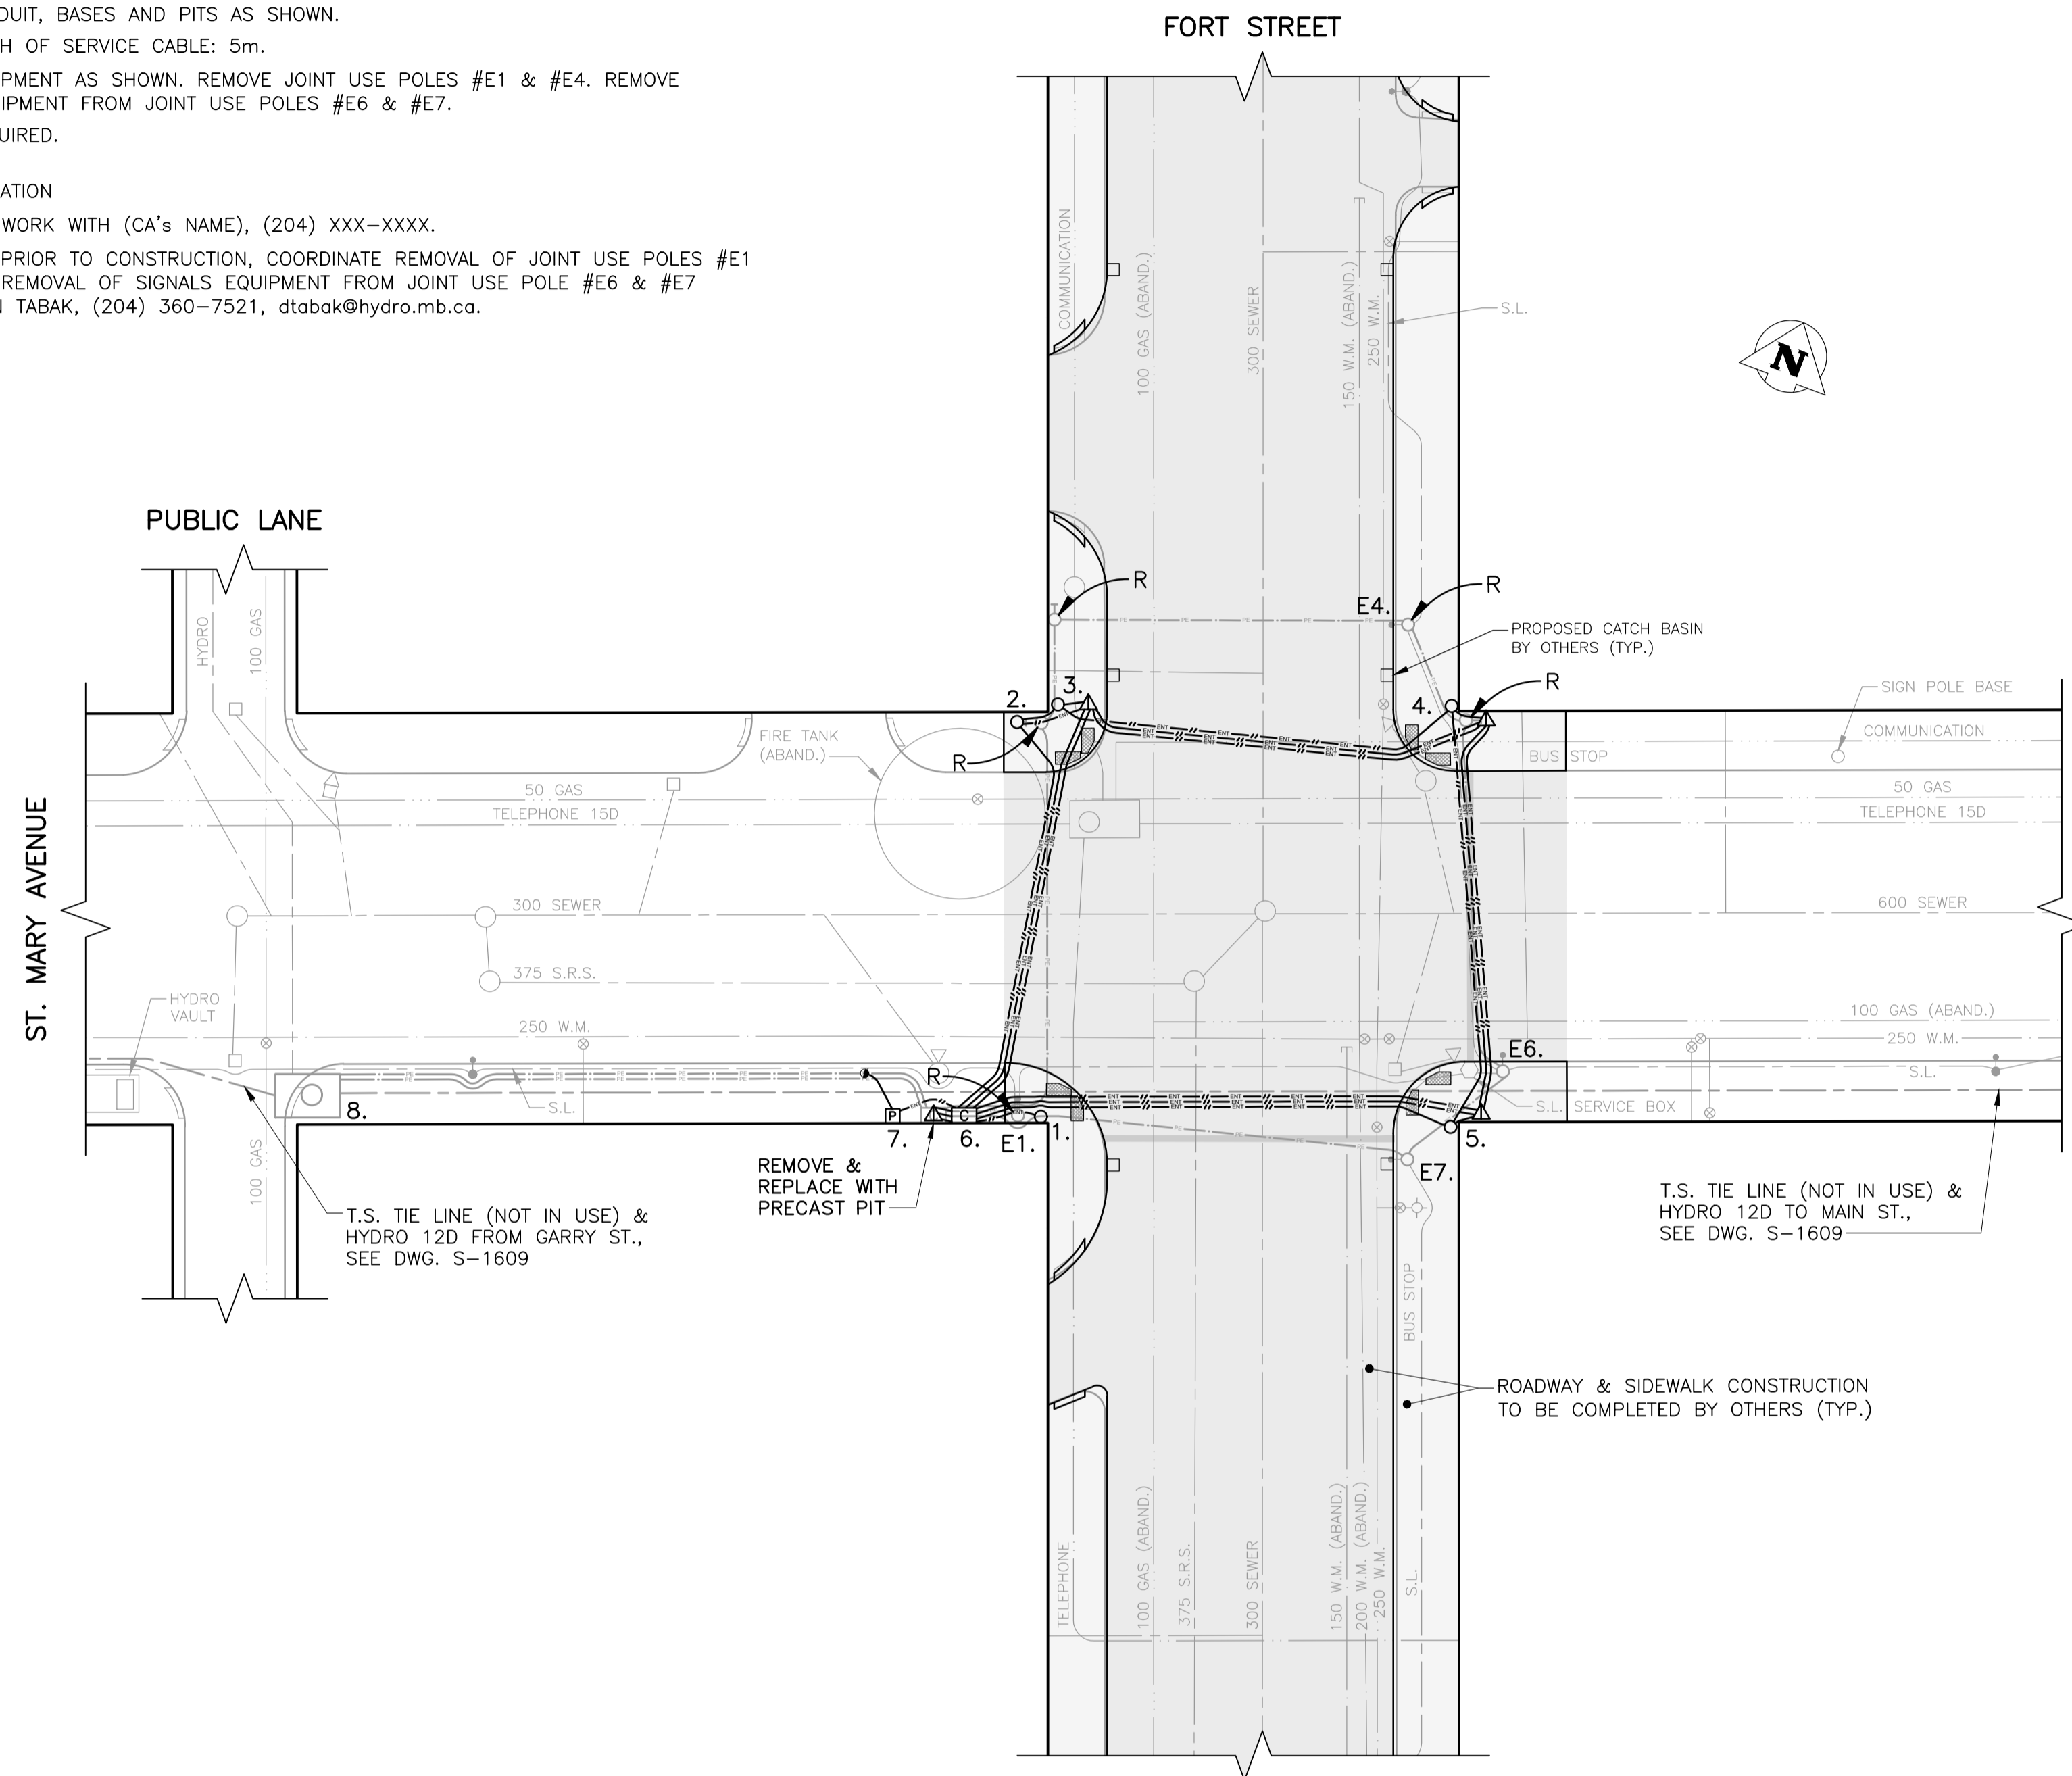 DUIT, BASES AND PITS AS SHOWN.
H OF SERVICE CABLE: 5m.
PMENT AS SHOWN. REMOVE JOINT USE POLES #E1 & #E4. REMOVE
IPMENT FROM JOINT USE POLES #E6 & #E7.
UIRED.
ATION
WORK WITH (CA's NAME), (204) XXX-XXXX.
PRIOR TO CONSTRUCTION, COORDINATE REMOVAL OF JOINT USE POLES #E1
REMOVAL OF SIGNALS EQUIPMENT FROM JOINT USE POLE #E6 & #E7
N TABAK, (204) 360-7521, dtabak@hydro.mb.ca.
FORT STREET
COMMUNICATION
100 GAS (ABAND.)
300 SEWER
150 W.M. (ABAND.)
250 W.M.
S.L.
N
PUBLIC LANE
HYDRO
100 GAS
R
E4.
R
PROPOSED CATCH BASIN
BY OTHERS (TYP.)
R
2.
3.
4.
SIGN POLE BASE
COMMUNICATION
FIRE TANK
(ABAND.)
R
BUS STOP
50 GAS
TELEPHONE 15D
50 GAS
TELEPHONE 15D
ST. MARY AVENUE
300 SEWER
600 SEWER
375 S.R.S.
HYDRO
VAULT
250 W.M.
100 GAS (ABAND.)
250 W.M.
E6.
S.L.
R
8.
S.L.
P
7.
C
6.
E1.
1.
5.
S.L. SERVICE BOX
E7.
100 GAS
REMOVE &
REPLACE WITH
PRECAST PIT
T.S. TIE LINE (NOT IN USE) &
HYDRO 12D FROM GARRY ST.,
SEE DWG. S-1609
T.S. TIE LINE (NOT IN USE) &
HYDRO 12D TO MAIN ST.,
SEE DWG. S-1609
BUS STOP
ROADWAY & SIDEWALK CONSTRUCTION
TO BE COMPLETED BY OTHERS (TYP.)
TELEPHONE
100 GAS (ABAND.)
375 S.R.S.
300 SEWER
150 W.M. (ABAND.)
200 W.M. (ABAND.)
250 W.M.
S.L.